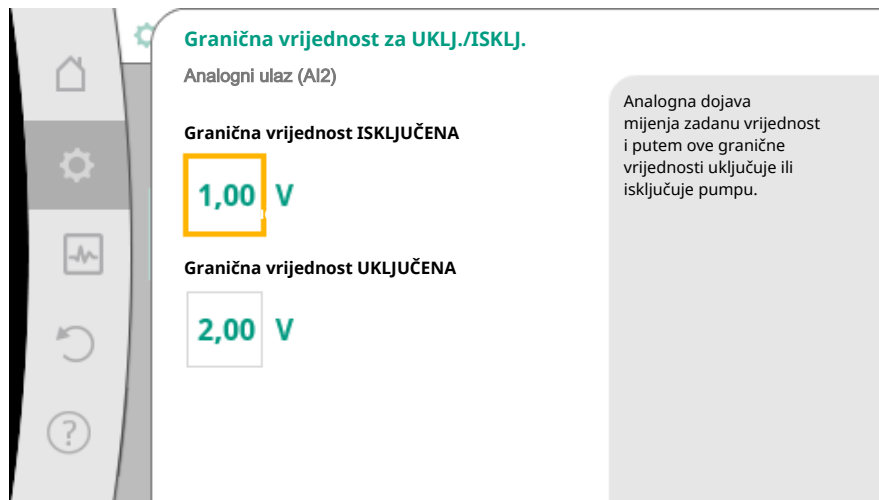 Granična vrijednost za UKLJ./ISKLJ.
Analogni ulaz (AI2)
Granična vrijednost ISKLJUČENA
1,00 V
Granična vrijednost UKLJUČENA
2,00 V
Analogna dojava
mijenja zadanu vrijednost
i putem ove granične
vrijednosti uključuje ili
isključuje pumpu.
?